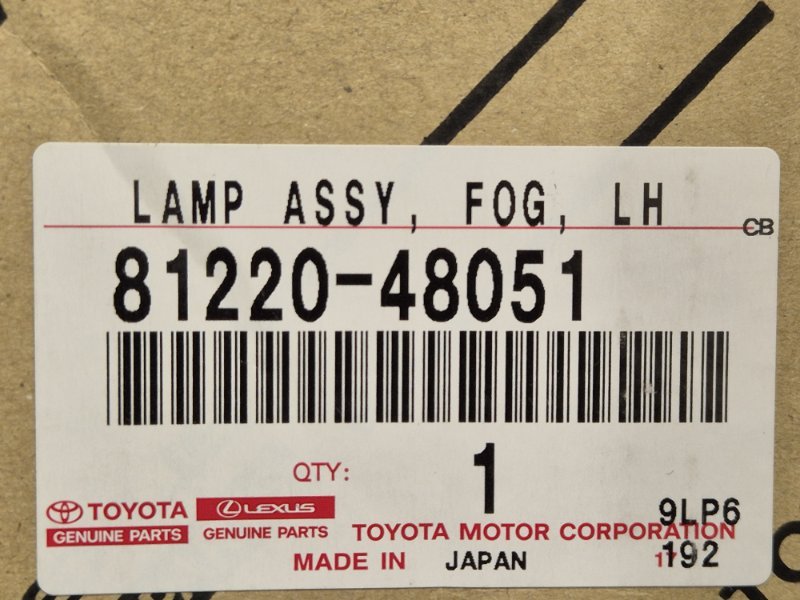 LAMP ASSY, FOG, LH
CB
81220-48051
QTY: 1
TOYOTA
GENUINE PARTS
LEXUS
GENUINE PARTS
9LP6
TOYOTA MOTOR CORPORATION
MADE IN JAPAN
192